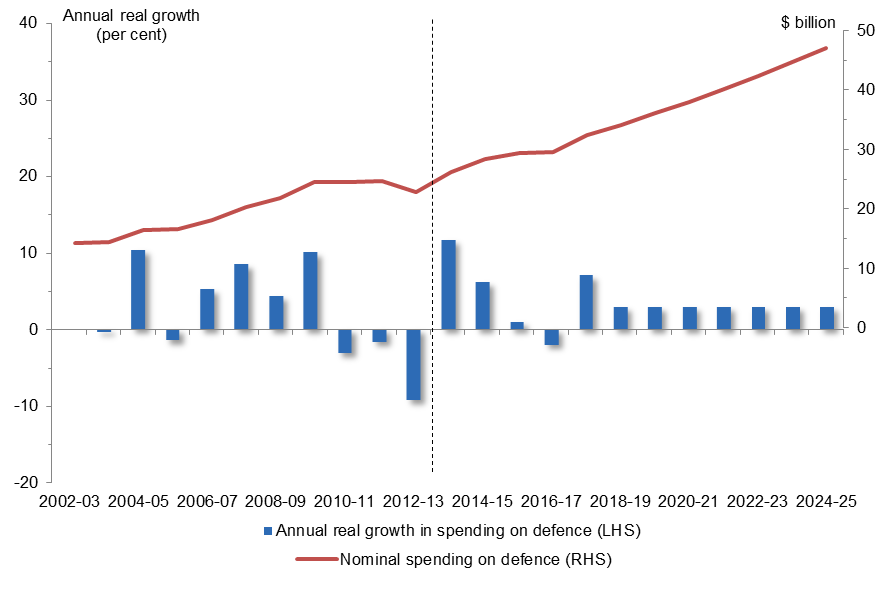 Annual real growth
(per cent)
$ billion
40
30
20
10
0
-10
-20
50
40
30
20
10
0
2002-03 2004-05 2006-07 2008-09 2010-11 2012-13 2014-15 2016-17 2018-19 2020-21 2022-23 2024-25
Annual real growth in spending on defence (LHS)
Nominal spending on defence (RHS)